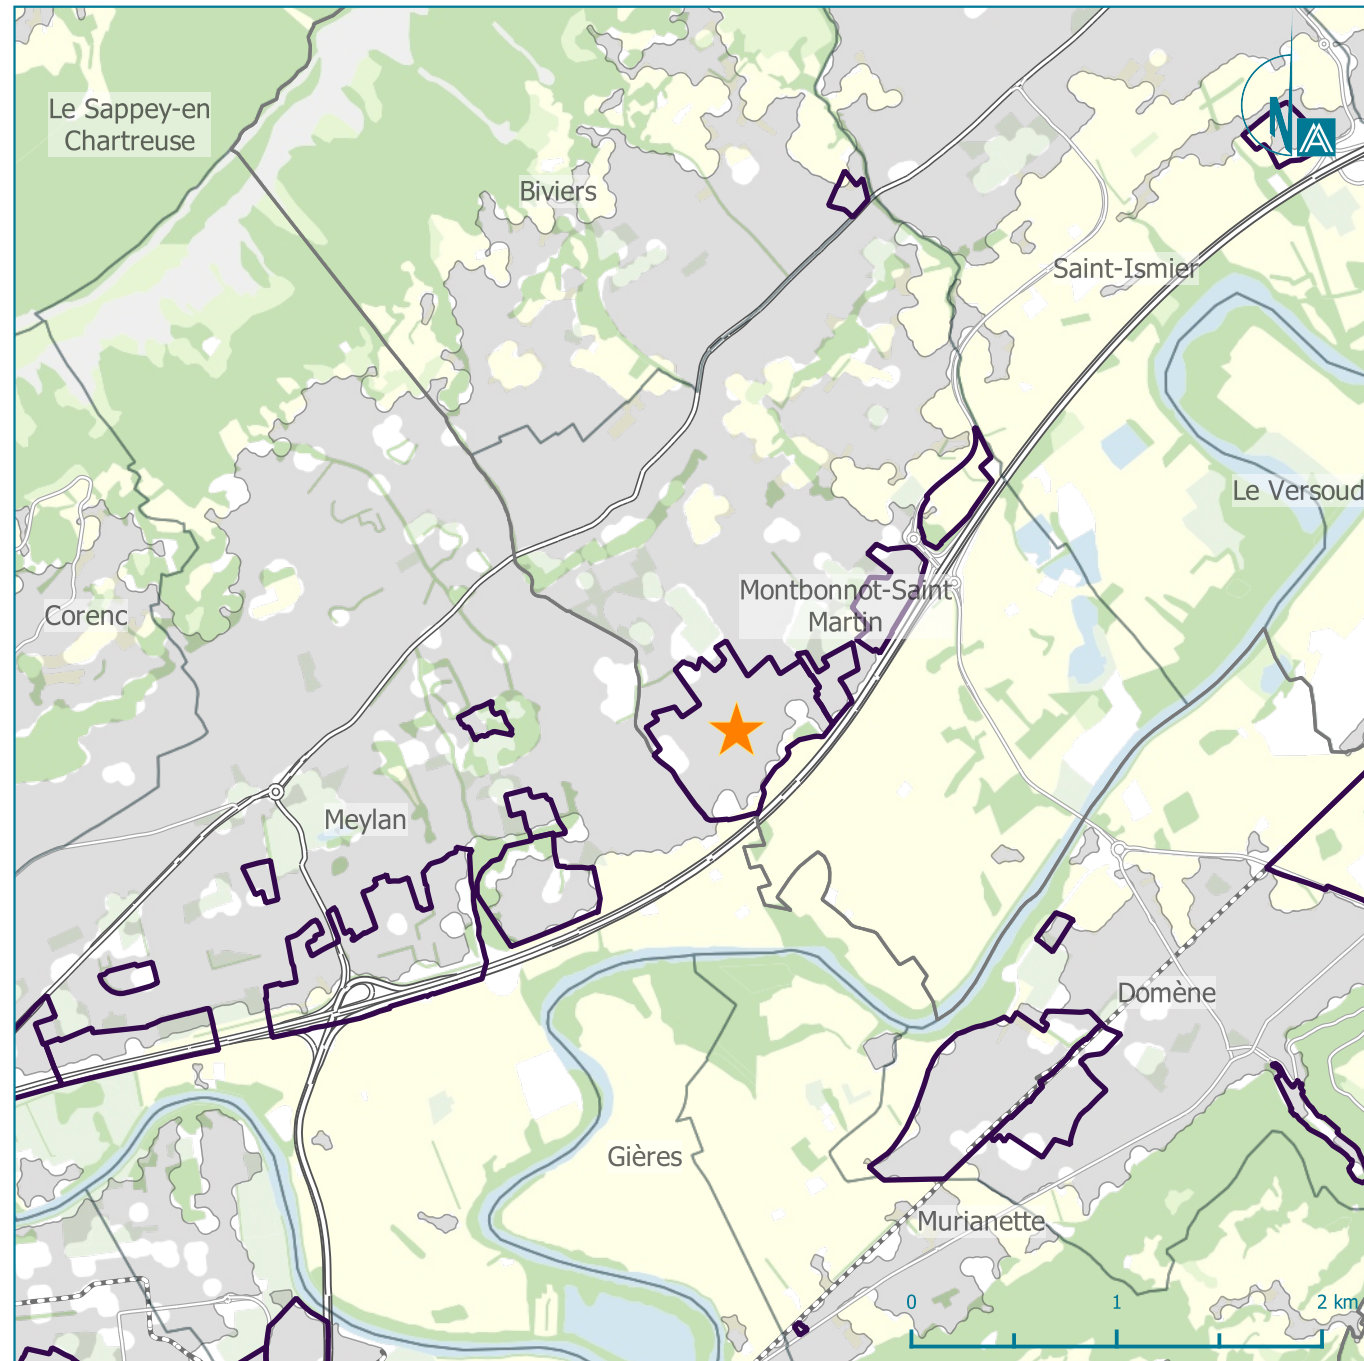 Le Sappey-en
Chartreuse
Biviers
N
Saint-Ismier
Le Versoud
Corenc
Montbonnot-Saint
Martin
Meylan
Domène
Gières
Murianette
0 1 2 km